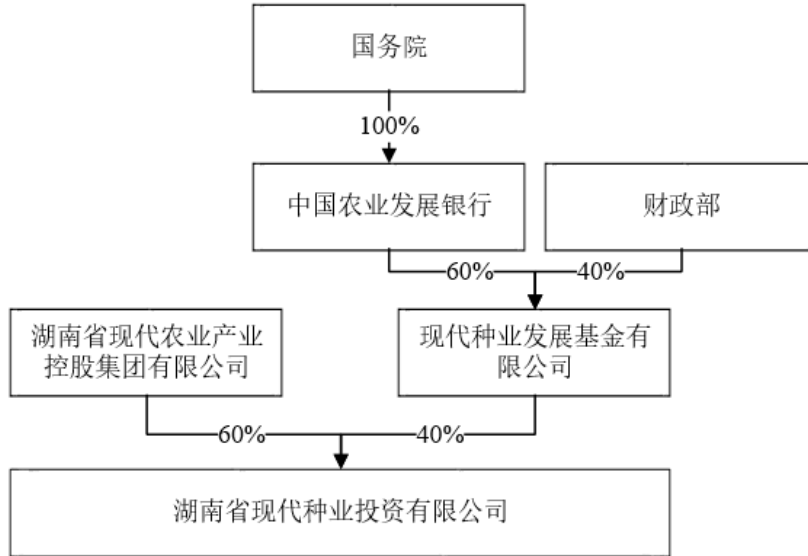 国务院
100%
中国农业发展银行
财政部
60%
40%
湖南省现代农业产业
控股集团有限公司
现代种业发展基金有
限公司
60%
40%
湖南省现代种业投资有限公司